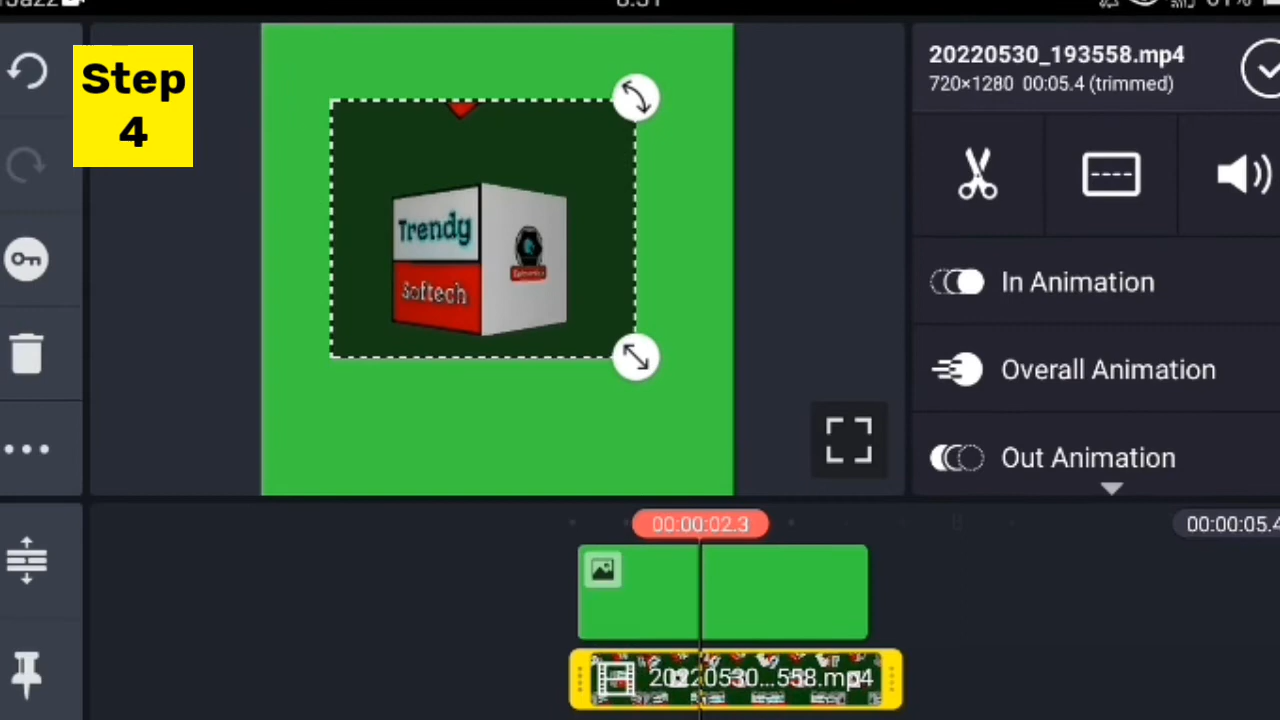 Step
4
20220530_193558.mp4
720×1280 00:05.4 (trimmed)
Trendy
Softech
In Animation
Overall Animation
Out Animation
00:00:02.3
00:00:05.4
20220530...558.mp4